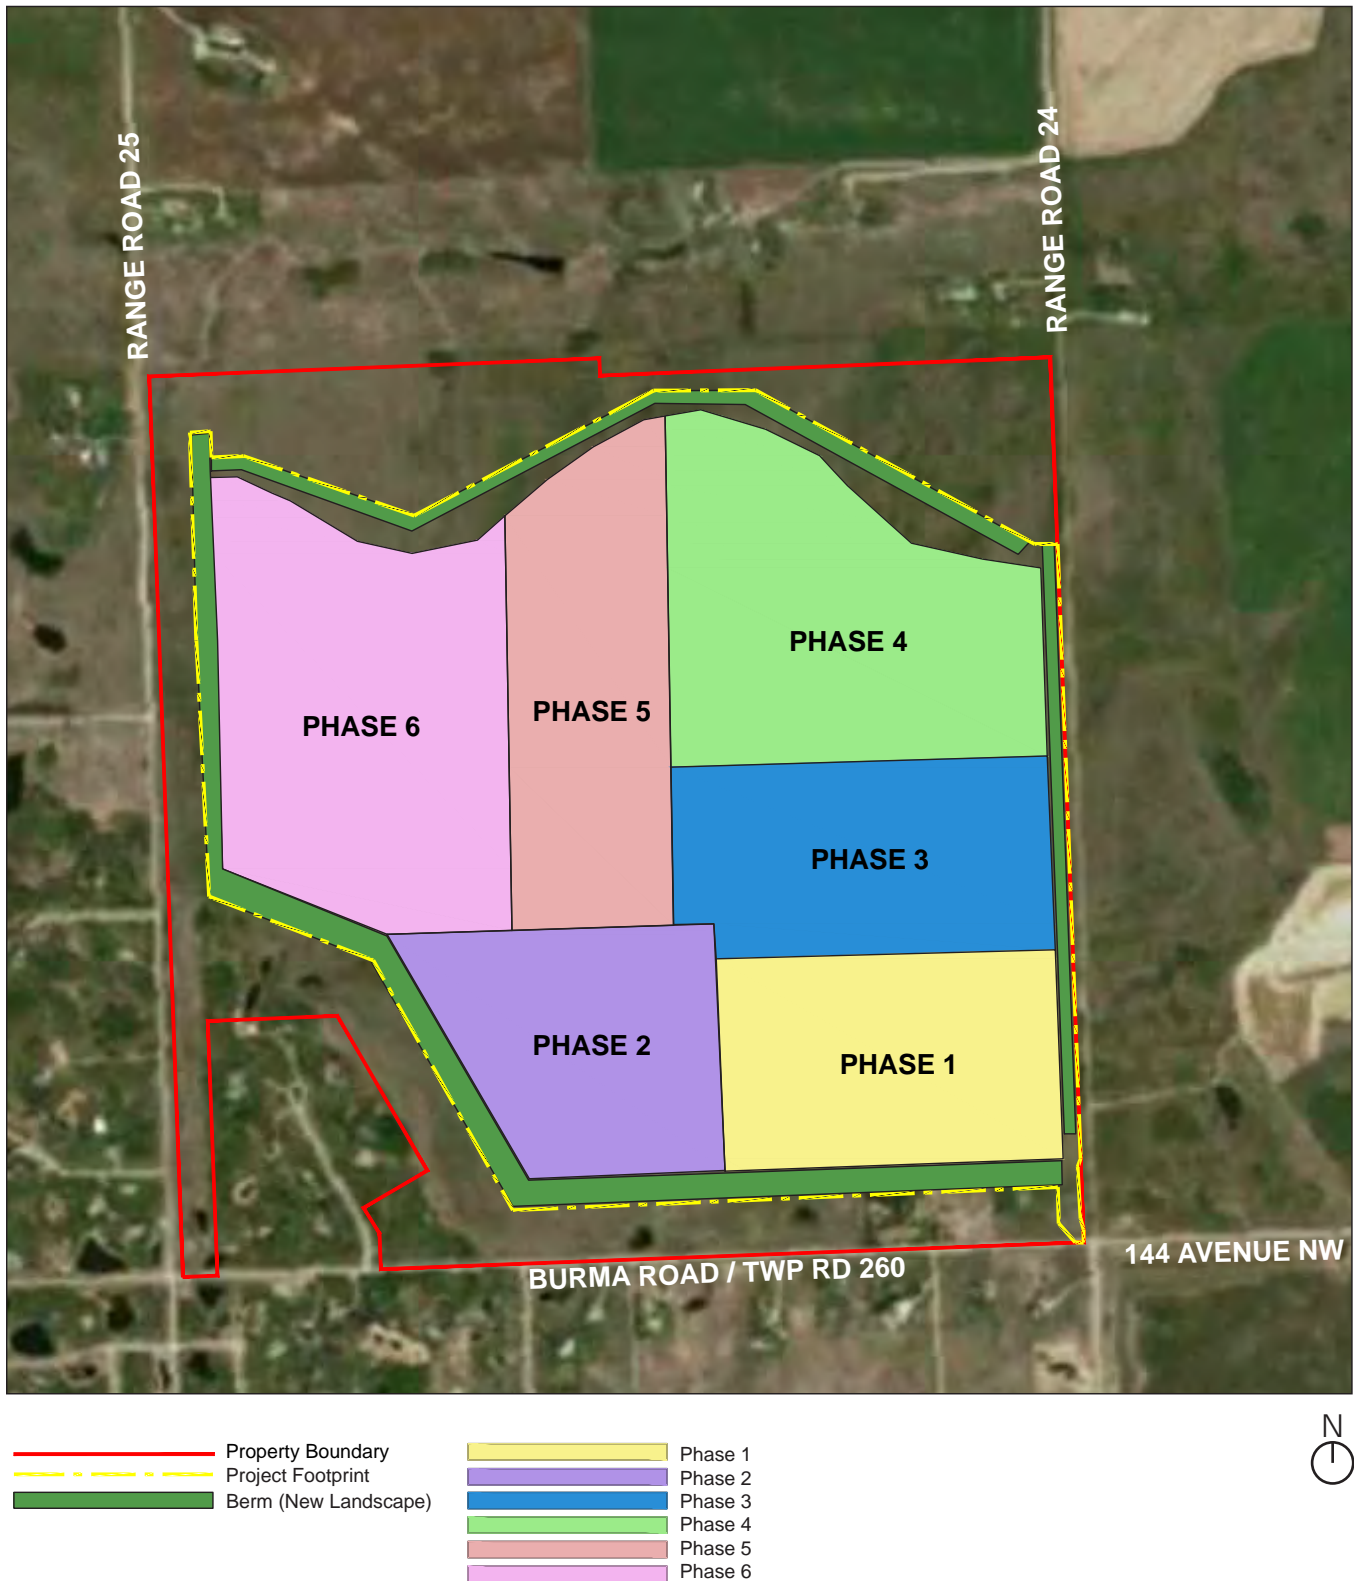 RANGE ROAD 25
RANGE ROAD 24
PHASE 4
PHASE 5
PHASE 6
PHASE 3
PHASE 2
PHASE 1
144 AVENUE NW
BURMA ROAD / TWP RD 260
N
Property Boundary
Project Footprint
Berm (New Landscape)
Phase 1
Phase 2
Phase 3
Phase 4
Phase 5
Phase 6